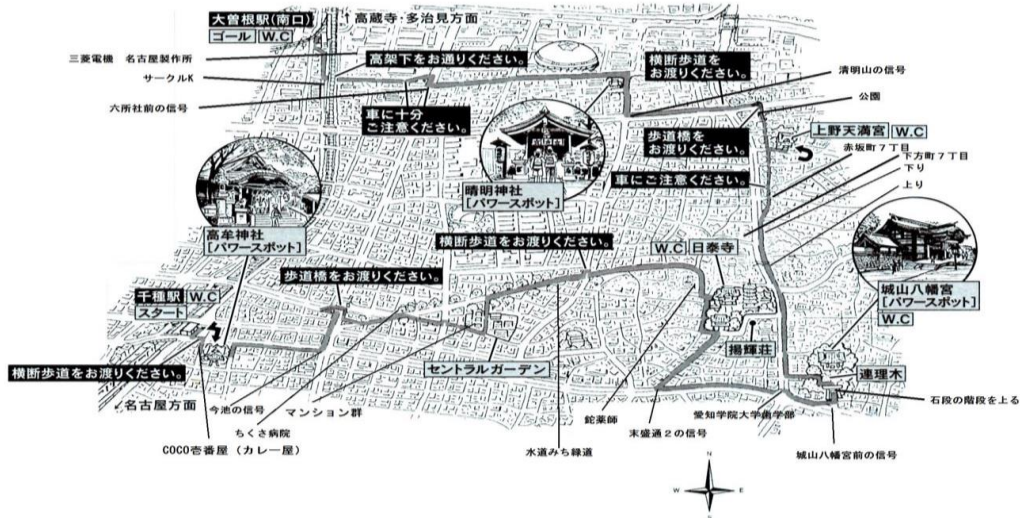 大曽根駅(南口)
ゴール W.C
↑高蔵寺・多治見方面
三菱電機 名古屋製作所
サークルK
六所社前の信号
高架下をお通りください。
車に十分
ご注意ください。
横断歩道を
お渡りください。
清明山の信号
公園
歩道橋を
お渡りください。
上野天満宮 W.C
赤坂町7丁目
下方町7丁目
下り
上り
車にご注意ください。
晴明神社
[パワースポット]
高牟神社
[パワースポット]
横断歩道をお渡りください。
W.C 日泰寺
城山八幡宮
[パワースポット]
W.C
歩道橋をお渡りください。
千種駅 W.C
スタート
揚輝荘
セントラルガーデン
連理木
横断歩道をお渡りください。
↙名古屋方面
今池の信号
マンション群
ちくさ病院
COCO壱番屋(カレー屋)
水道みち緑道
鉈薬師
末盛通2の信号
愛知学院大学歯学部
石段の階段を上る
城山八幡宮前の信号
N
W E
S